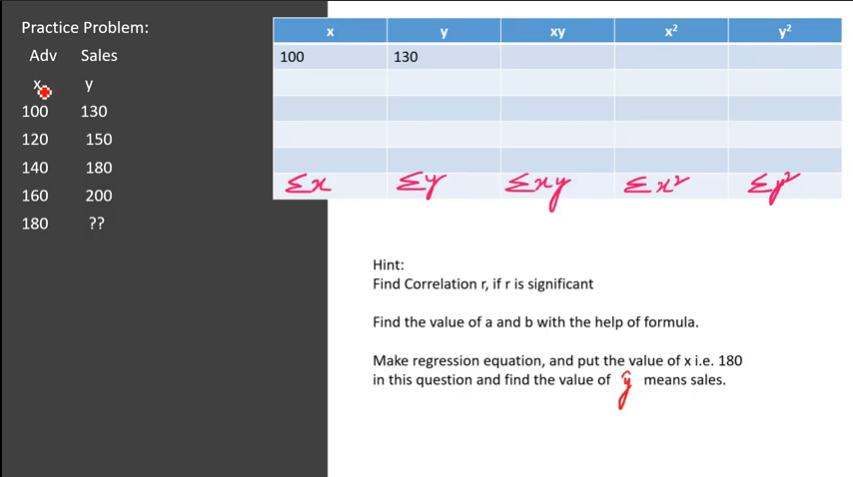 Practice Problem:
Adv Sales
x y
100 130
120 150
140 180
160 200
180 ??
x y xy x² y²
100 130
Σx Σy Σxy Σx² Σy²
Hint:
Find Correlation r, if r is significant
Find the value of a and b with the help of formula.
Make regression equation, and put the value of x i.e. 180
in this question and find the value of ŷ means sales.